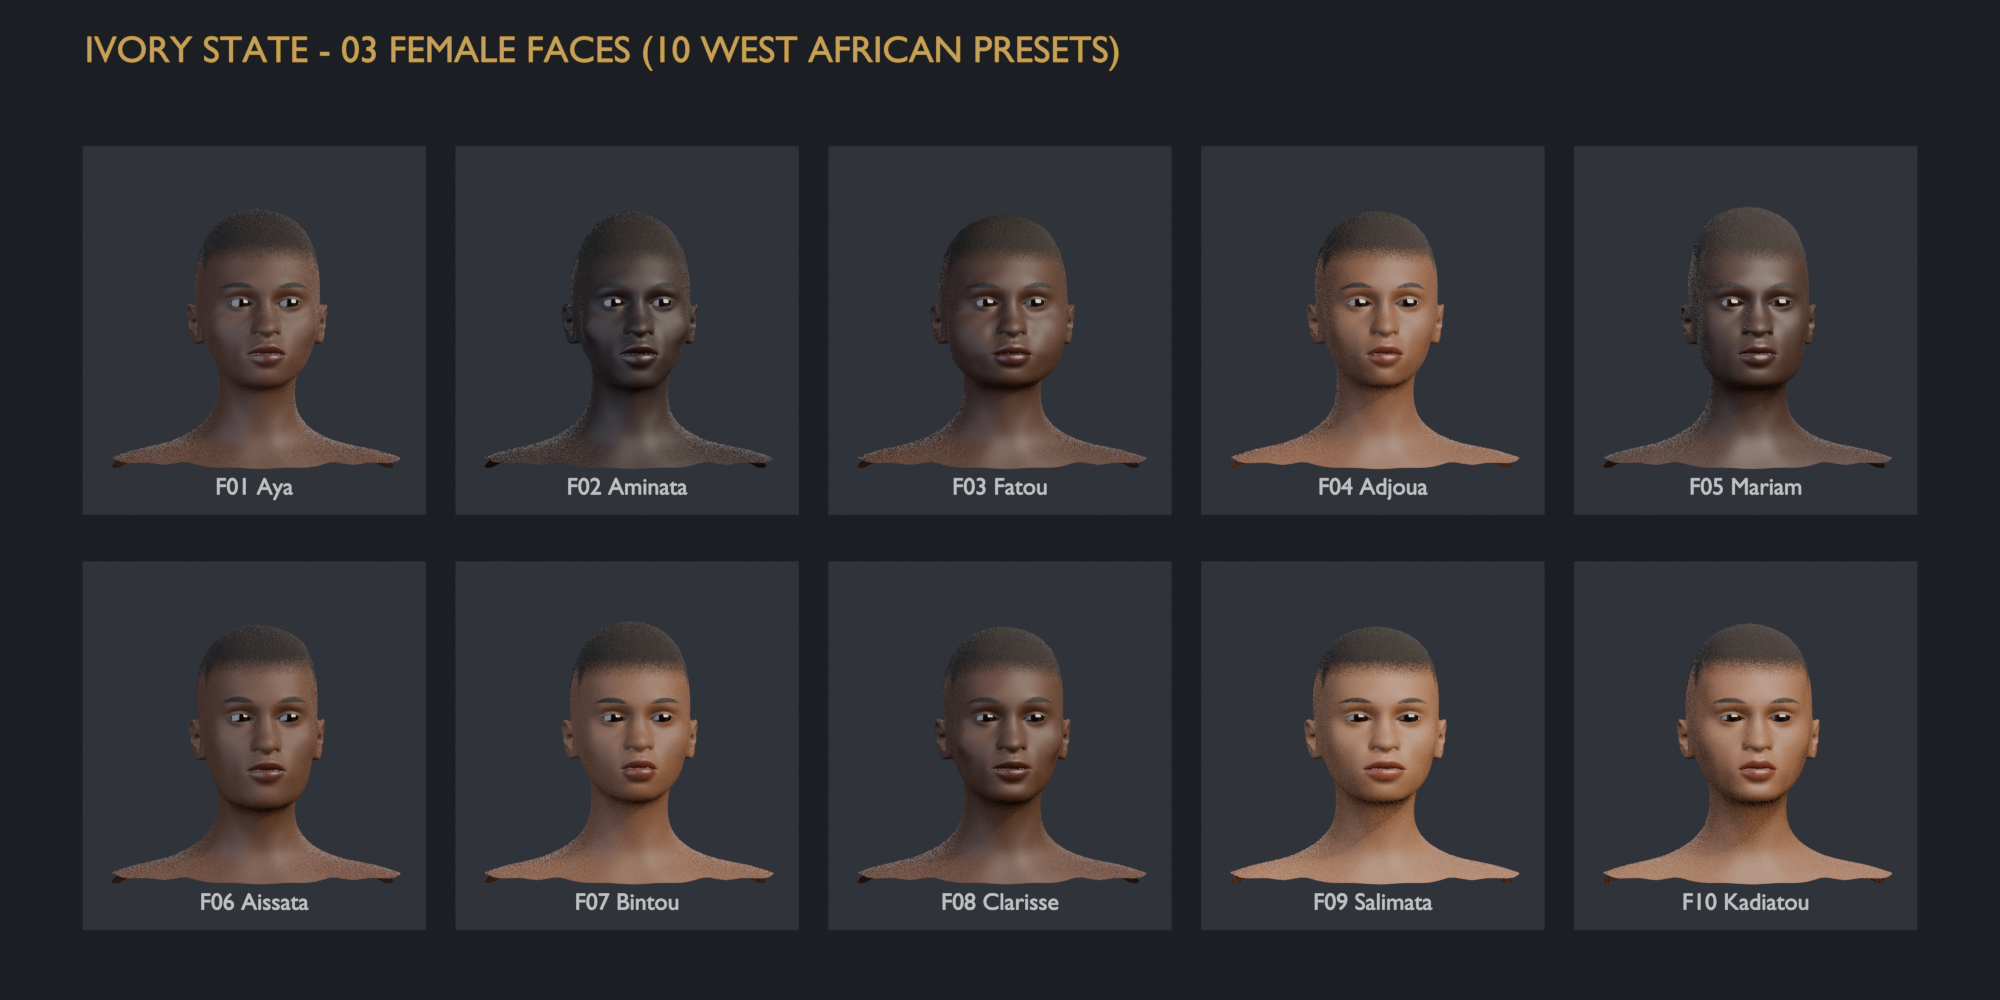 IVORY STATE - 03 FEMALE FACES (10 WEST AFRICAN PRESETS)
F01 Aya
F02 Aminata
F03 Fatou
F04 Adjoua
F05 Mariam
F06 Aissata
F07 Bintou
F08 Clarisse
F09 Salimata
F10 Kadiatou